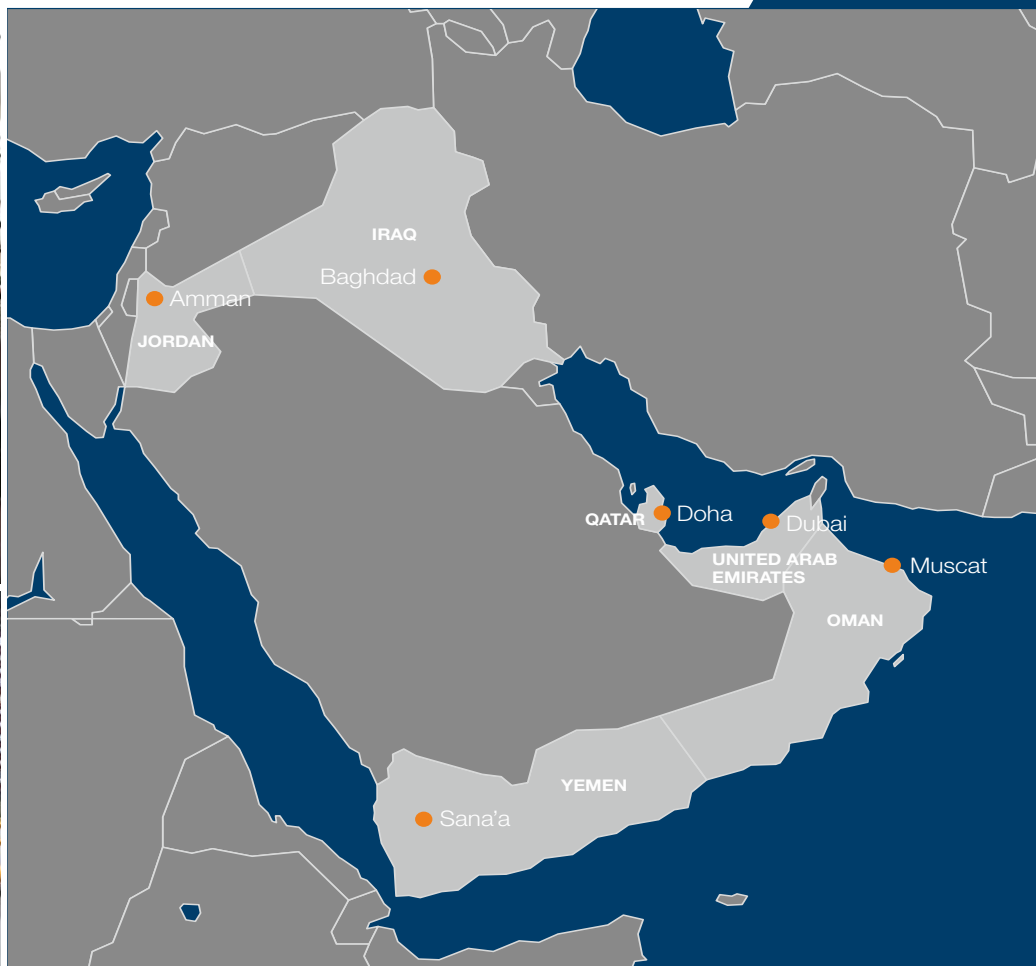 IRAQ
Baghdad
Amman
JORDAN
QATAR
Doha
Dubai
UNITED ARAB
EMIRATES
Muscat
OMAN
YEMEN
Sana’a